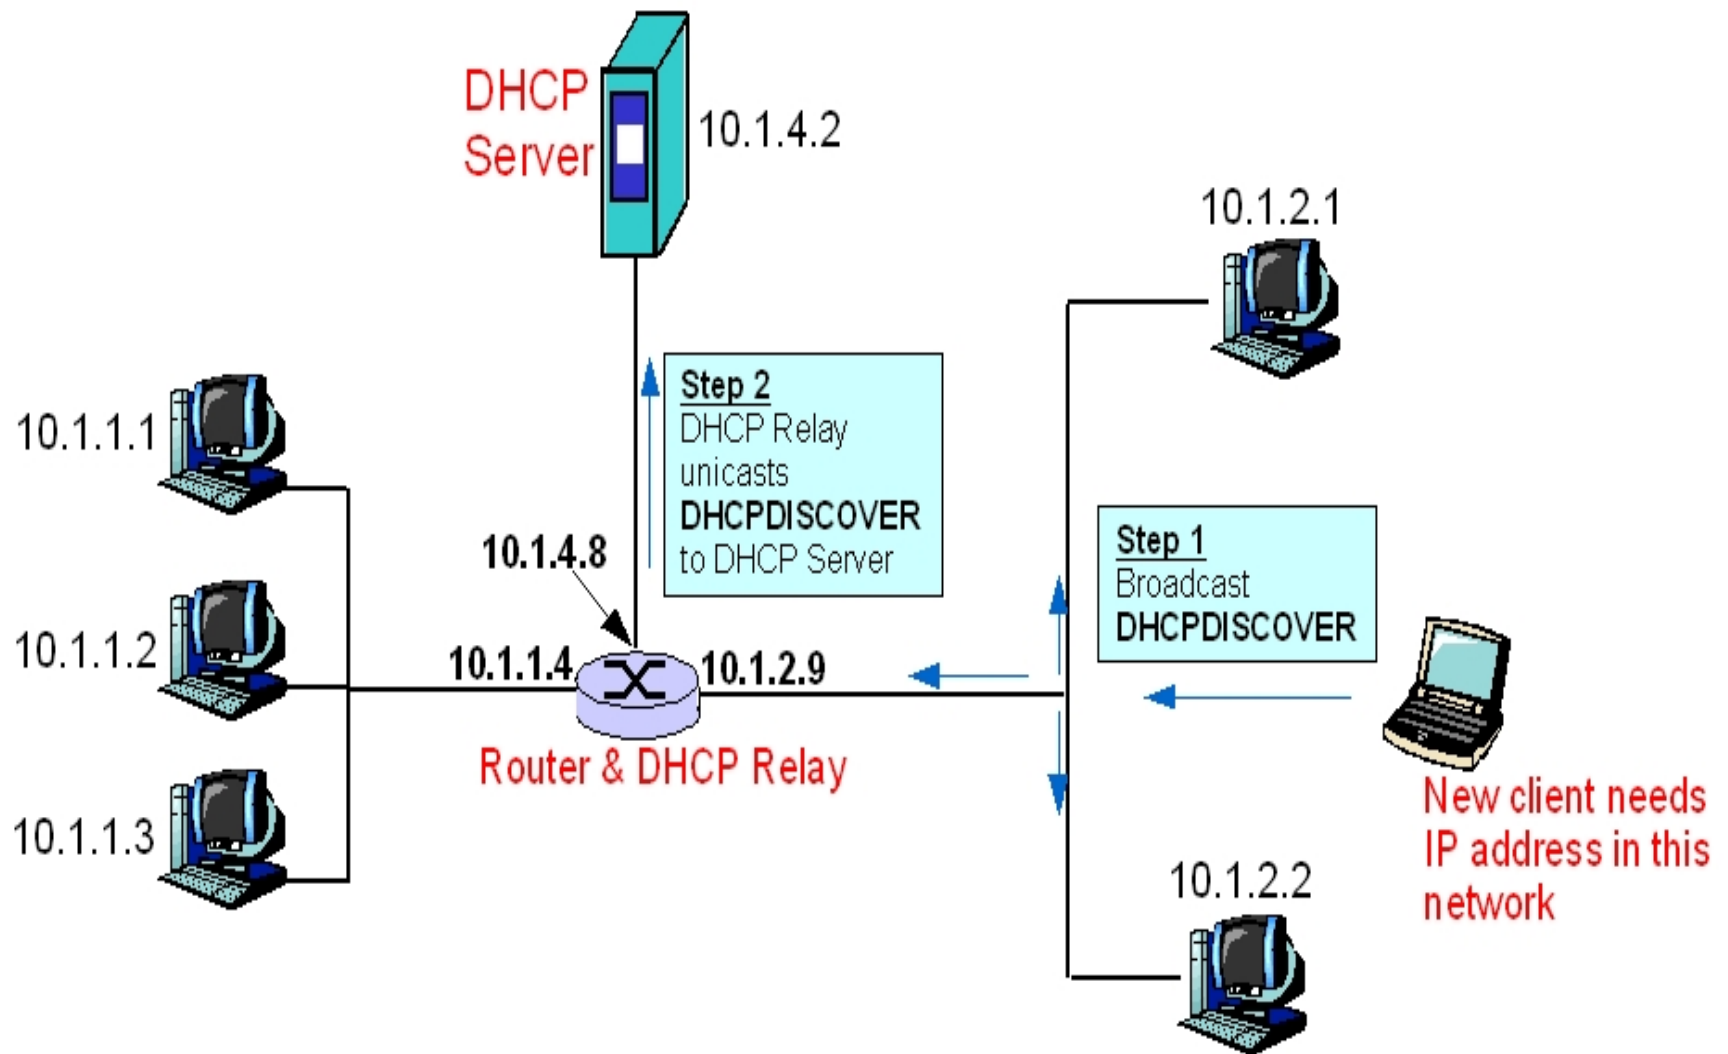 DHCP
Server
10.1.4.2
10.1.2.1
Step 2
DHCP Relay
unicasts
DHCPDISCOVER
to DHCP Server
10.1.1.1
10.1.4.8
Step 1
Broadcast
DHCPDISCOVER
10.1.1.2
10.1.1.4
10.1.2.9
Router & DHCP Relay
10.1.1.3
New client needs
IP address in this
network
10.1.2.2